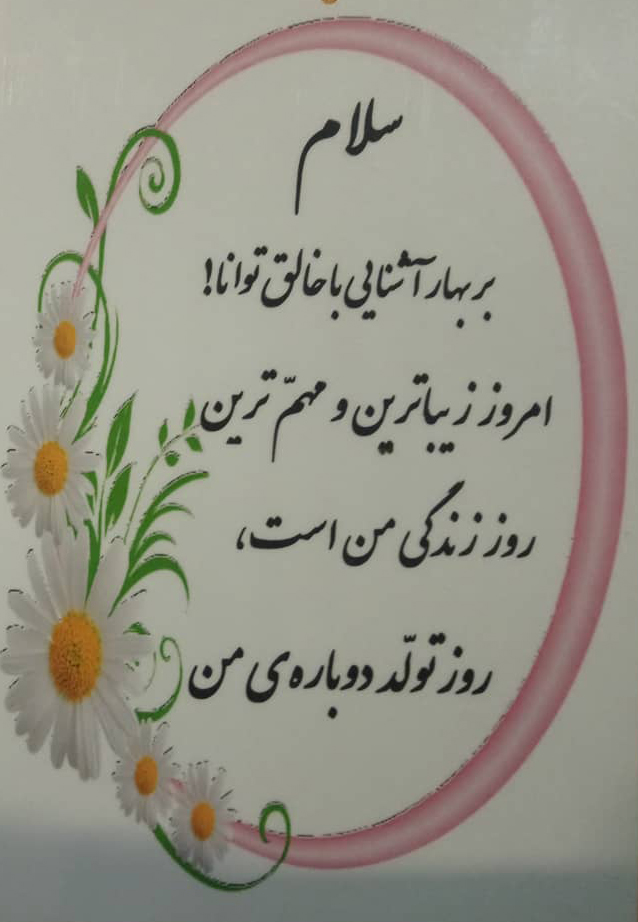 سلام
بر بهار آشنایی با خالق توانا!
امروز زیباترین و مهمّ ترین
روز زندگی من است،
روز تولّد دوباره ی من